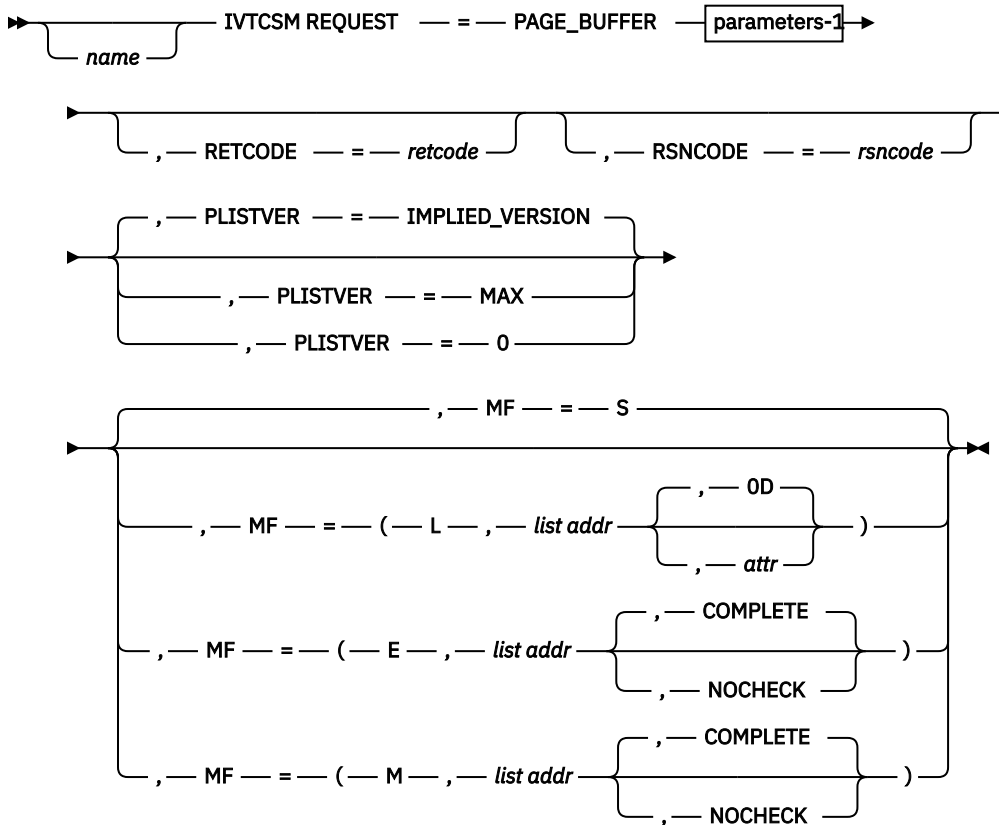 IVTCSM REQUEST = PAGE_BUFFER parameters-1
name
, RETCODE = retcode , RSNCODE = rsncode
, PLISTVER = IMPLIED_VERSION
, PLISTVER = MAX
, PLISTVER = 0
, MF = S
, 0D
, MF = ( L , list addr )
, attr
, COMPLETE
, MF = ( E , list addr )
, NOCHECK
, COMPLETE
, MF = ( M , list addr )
, NOCHECK